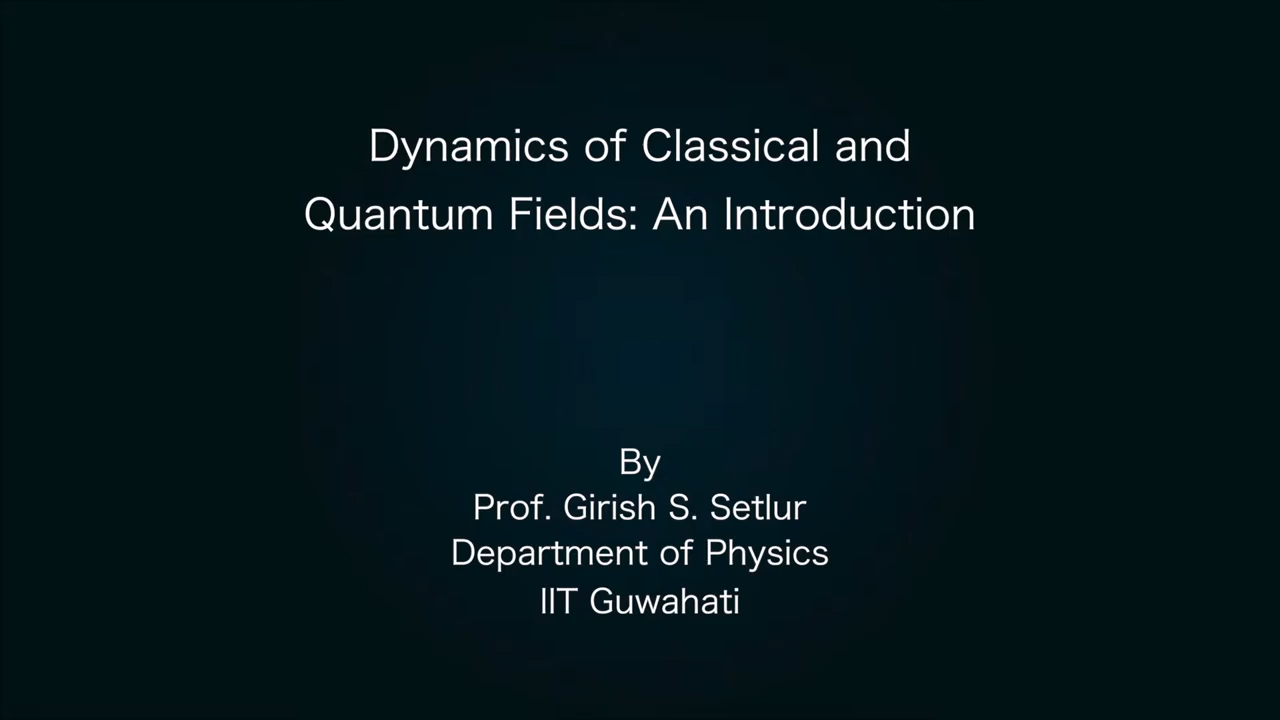 Dynamics of Classical and
Quantum Fields: An Introduction
By
Prof. Girish S. Setlur
Department of Physics
IIT Guwahati